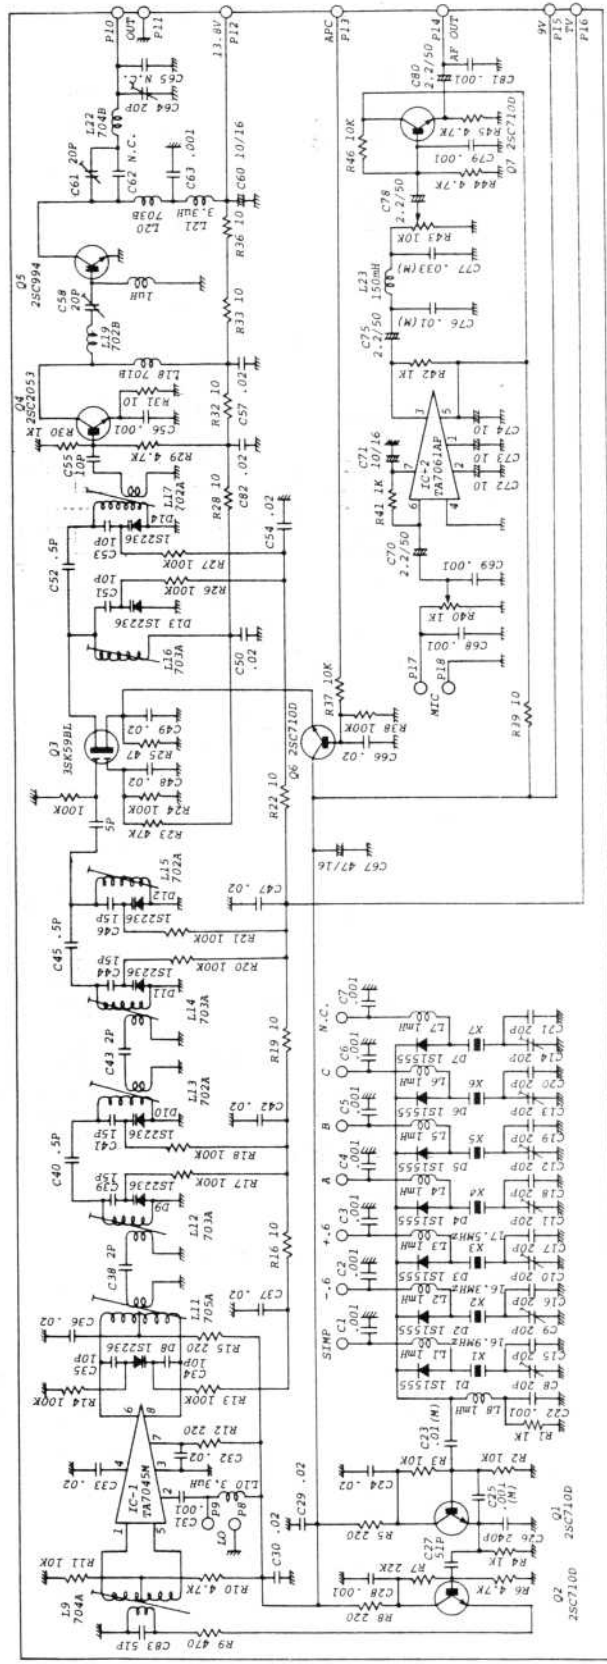 P10
OUT
P11
13.8V
P12
APC
P13
P14
AF OUT
9V
P15
TV
P16
C65 N.C.
C64 20P
L22
704B
C61 20P
C62 N.C.
C63 .001
L20
703B
L21
3.3uH
C60 10/16
R36 10
Q5
2SC994
C58
20P
L19
702B
1uH
R33 10
Q4
2SC2053
L18
701B
R31
10
C56
.001
R32 10
C57 .02
R30
1K
C55
10P
R29 4.7K
R28 10
C82 .02
L17
702A
C52 .5P
C53
10P
D14
1S2236
R27 100K
C54 .02
C51
10P
D13 1S2236
R26 100K
L16
703A
C50
.02
Q3
3SK59BL
100K
5P
C49 .02
R25
47
C48 .02
R24
100K
R23 47K
R22 10
Q6
2SC710D
R37 10K
R38 100K
C66 .02
C67 47/16
C81 .001
C80
2.2/50
R46 10K
R45 4.7K
Q7
2SC710D
C79 .001
R44 4.7K
C78
2.2/50
R43
10K
C77 .033(M)
L23
150mH
C76 .01(M)
C75
2.2/50
R42 1K
3
5
C71
10/16
7
IC-2
TA7061AP
1
2
6
4
C74
10
C73
10
C72
10
R41 1K
C70
2.2/50
C69 .001
R40
1K
C68
.001
P17
P18
MIC
R39 10
L15
702A
D12
1S2236
15P
C46
C47 .02
R21 100K
C45 .5P
C44
15P
D11
1S2236
R20 100K
L14
703A
R19 10
C43 2P
L13
702A
D10
1S2236
15P
C41
C42 .02
R18 100K
C40 .5P
C39
15P
D9
1S2236
R17 100K
L12
703A
R16 10
C38 2P
L11
705A
C37 .02
C36 .02
R15 220
D8 1S2236
C35
10P
C34
10P
R14 100K
R13 100K
R12 220
6
8
4
7
IC-1
TA7045M
1
5
2
3
C33 .02
C32
.02
L10
3.3uH
C31
.001
P9
LO
P8
R11 10K
R10 4.7K
C30 .02
C29 .02
L9
704A
C83 51P
R9 470
R8 220
C28 .001
R7 22K
R6 4.7K
Q2
2SC710D
C27
51P
R4
1K
C26
240P
C25
.001
(M)
Q1
2SC710D
R5 220
C24 .02
R3 10K
R2 10K
C23
.01(M)
R1
1K
C22
.001
L8
1mH
SIMP
-.6
+.6
A
B
C
N.C.
C1
.001
C2
.001
C3
.001
C4
.001
C5
.001
C6
.001
C7
.001
L1
1mH
L2
1mH
L3
1mH
L4
1mH
L5
1mH
L6
1mH
L7
1mH
D1 1S1555
D2 1S1555
D3 1S1555
D4 1S1555
D5 1S1555
D6 1S1555
D7 1S1555
X1
16.9MHz
X2
16.3MHz
X3
17.5MHz
X4
X5
X6
X7
C8
20P
C15
C9
20P
C16
C10
20P
C17
C11
20P
C18
C12
20P
C19
C13
20P
C20
C14
20P
C71
20P